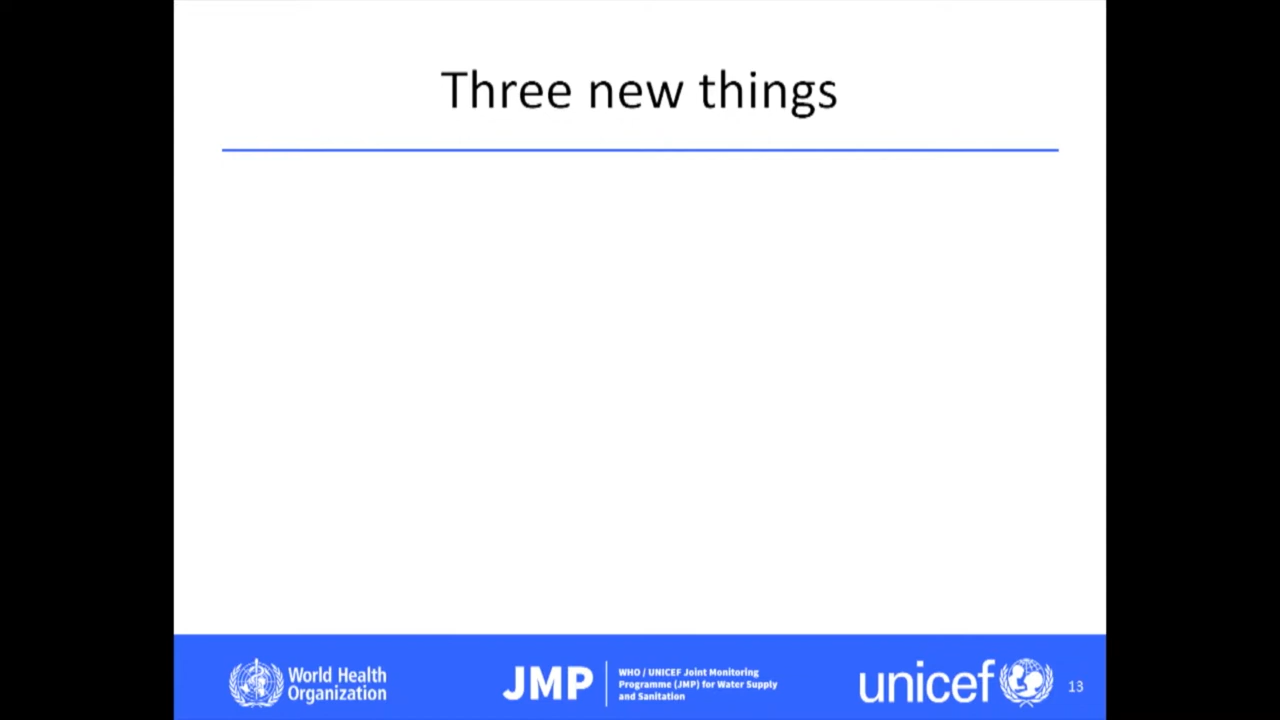 Three new things
World Health
Organization
JMP
WHO / UNICEF Joint Monitoring
Programme (JMP) for Water Supply
and Sanitation
unicef
13